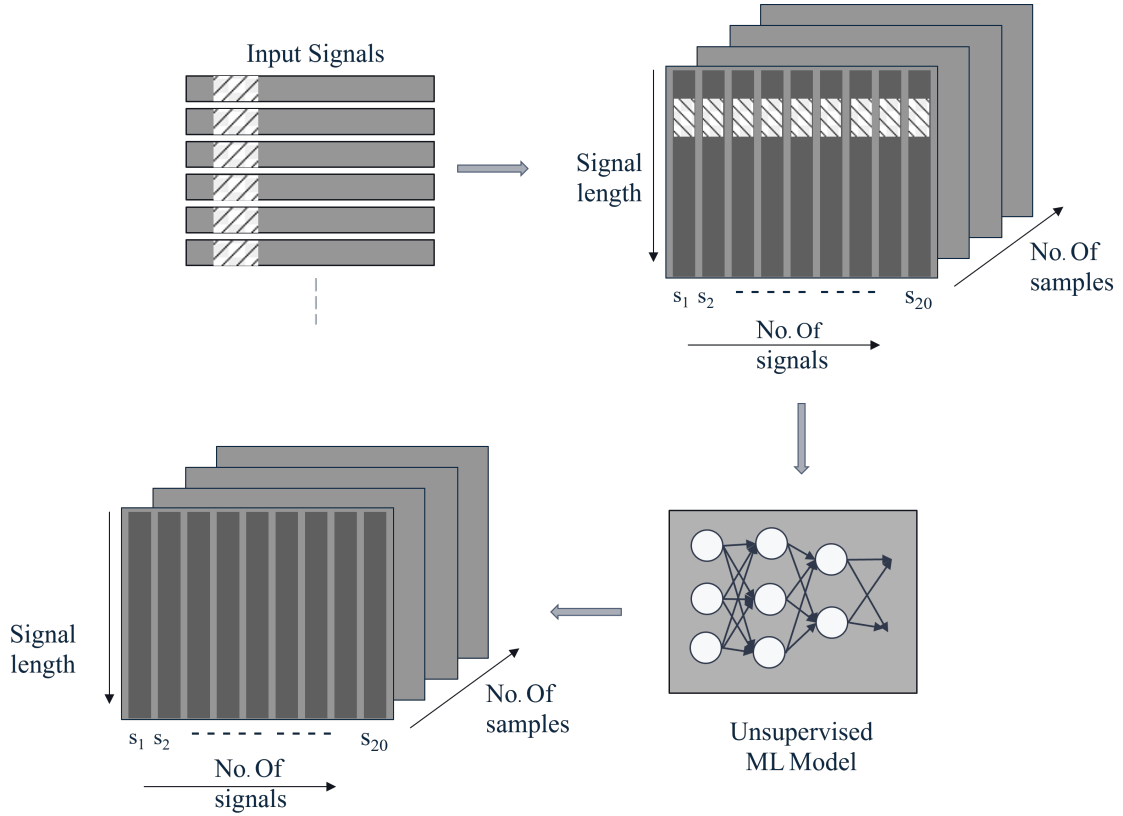 Input Signals
Signal
length
No. Of
samples
s1 s2 s20
No. Of
signals
Signal
length
No. Of
samples
s1 s2 s20
No. Of
signals
Unsupervised
ML Model